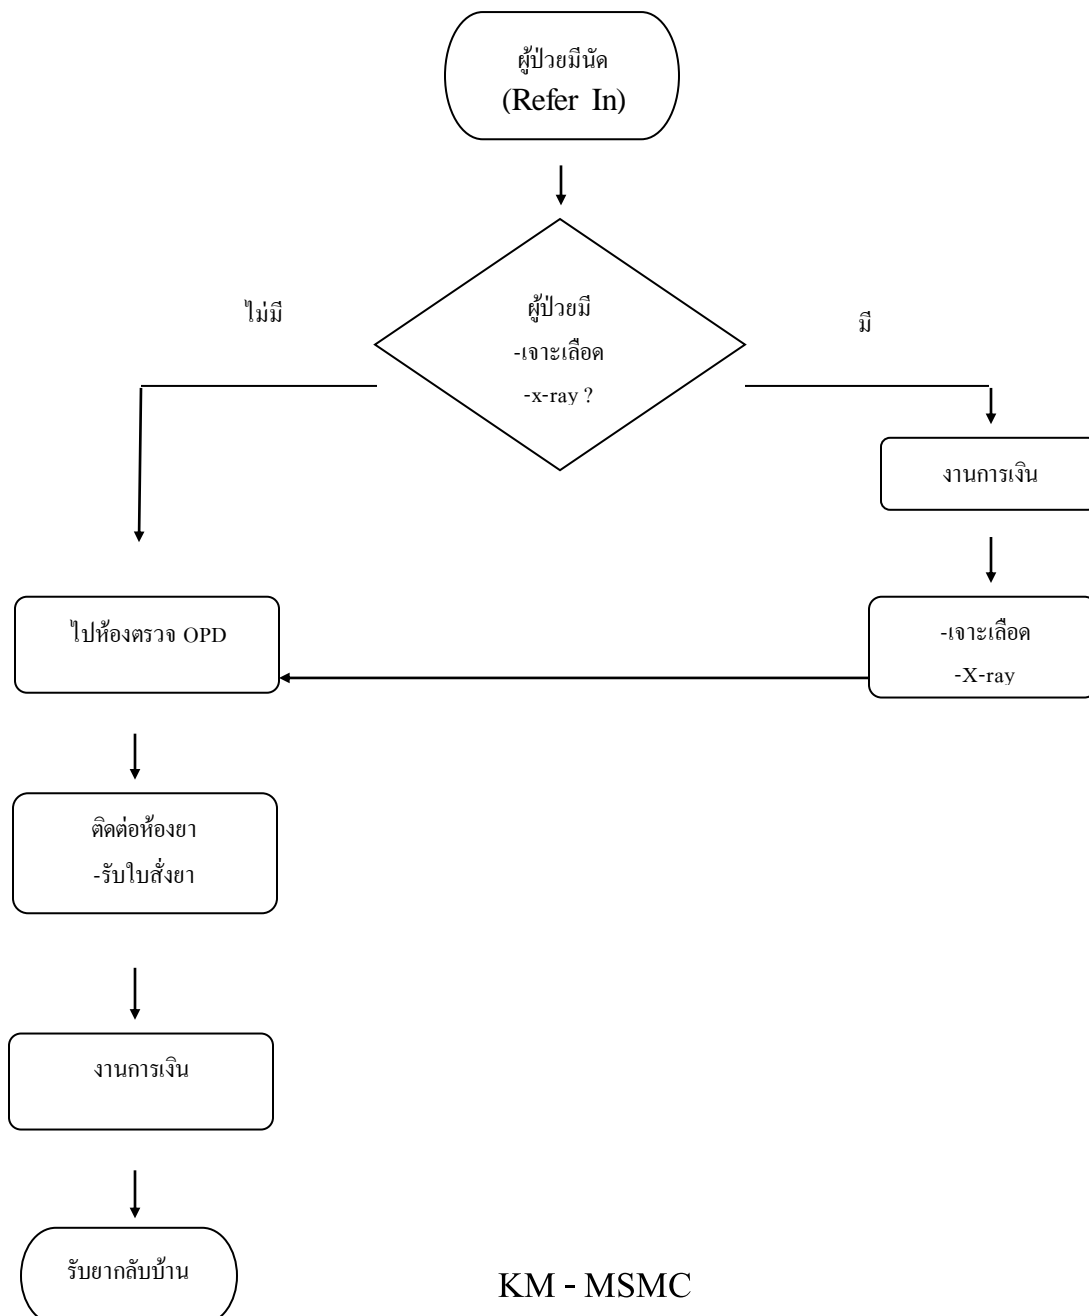 ผู้ป่วยมีนัด
(Refer In)
ไม่มี
ผู้ป่วยมี
-เจาะเลือด
-x-ray ?
มี
งานการเงิน
ไปห้องตรวจ OPD
-เจาะเลือด
-X-ray
ติดต่อห้องยา
-รับใบสั่งยา
งานการเงิน
รับยากลับบ้าน
KM - MSMC